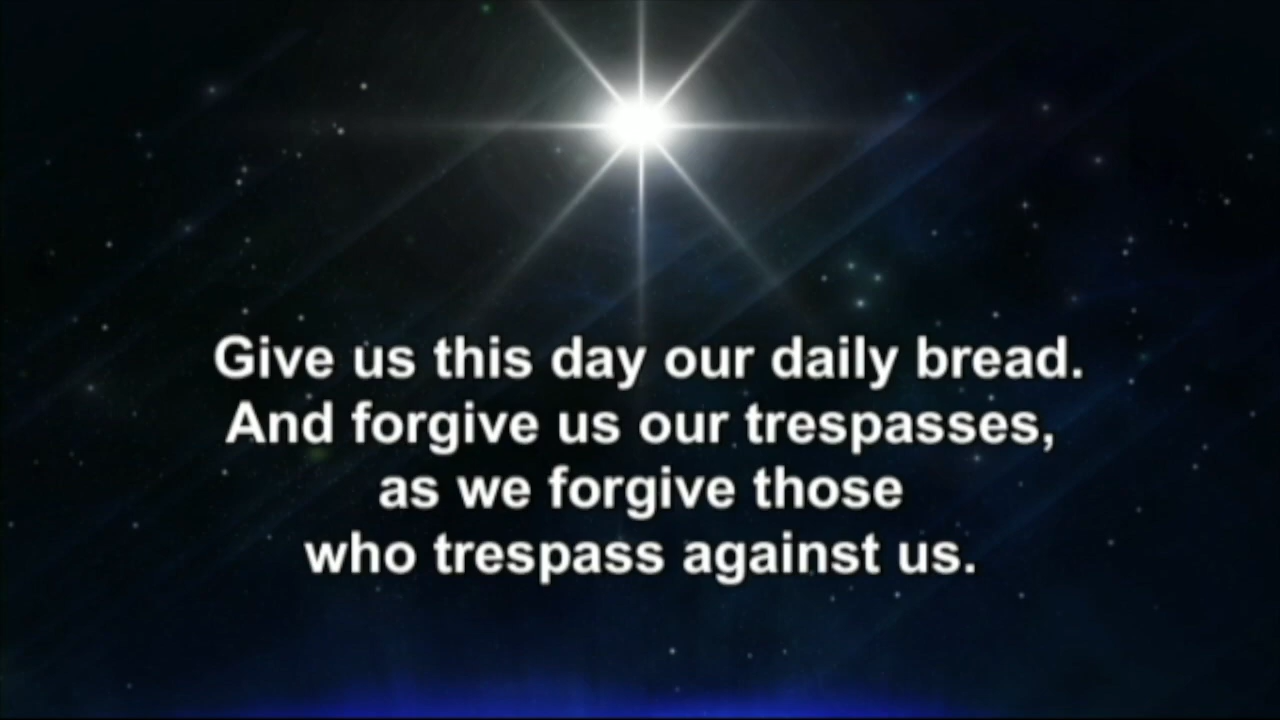 Give us this day our daily bread.
And forgive us our trespasses,
as we forgive those
who trespass against us.